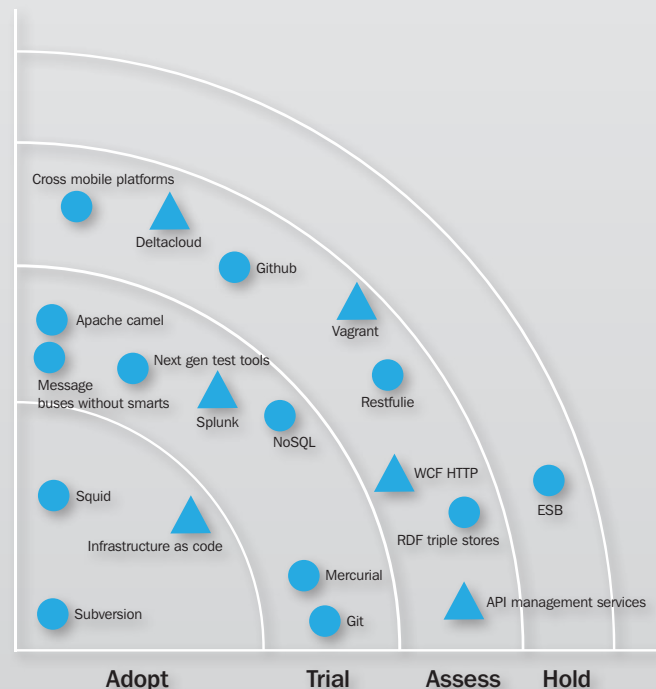 Cross mobile platforms
Deltacloud
Github
Vagrant
Apache camel
Next gen test tools
Message
buses without smarts
Restfulie
Splunk
NoSQL
WCF HTTP
Squid
ESB
RDF triple stores
Infrastructure as code
Mercurial
API management services
Subversion
Git
Adopt
Trial
Assess
Hold